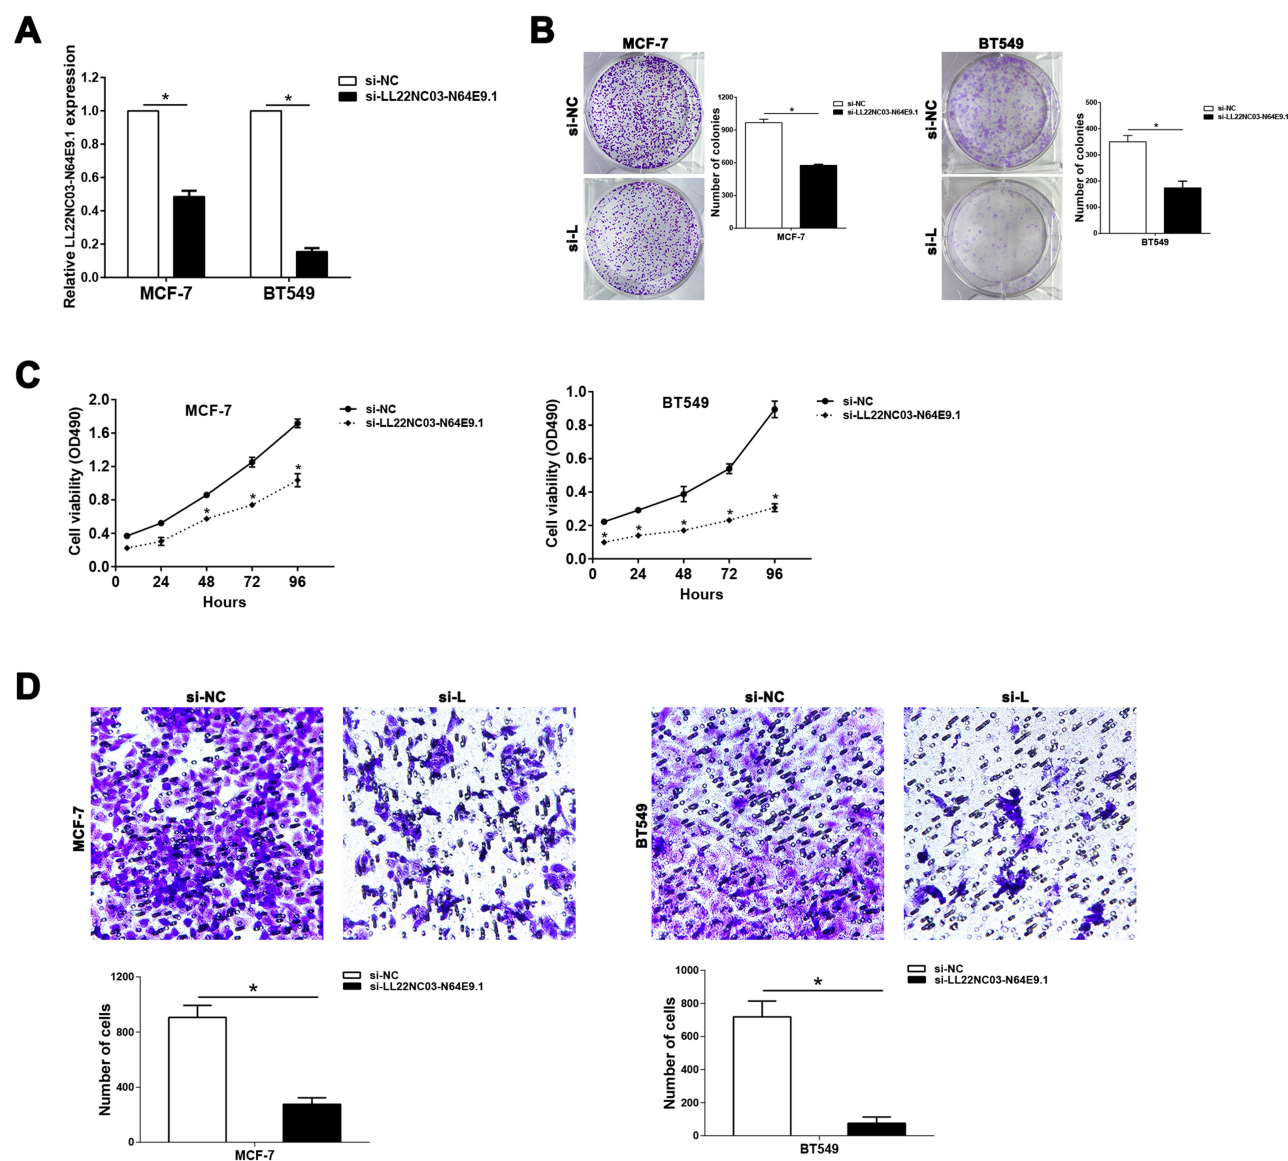 A
Relative LL22NC03-N64E9.1 expression
1.2
1.0
0.8
0.6
0.4
0.2
0.0
*
*
MCF-7
BT549
si-NC
si-LL22NC03-N64E9.1
B
MCF-7
si-NC
si-L
Number of colonies
1200
900
600
300
0
*
MCF-7
si-NC
si-LL22NC03-N64E9.1
BT549
si-NC
si-L
Number of colonies
500
400
300
200
100
0
*
BT549
si-NC
si-LL22NC03-N64E9.1
C
MCF-7
Cell viability (OD490)
2.0
1.6
1.2
0.8
0.4
0.0
*
*
*
0 24 48 72 96
Hours
si-NC
si-LL22NC03-N64E9.1
BT549
Cell viability (OD490)
1.0
0.8
0.6
0.4
0.2
0.0
*
*
*
*
*
0 24 48 72 96
Hours
si-NC
si-LL22NC03-N64E9.1
D
si-NC
si-L
MCF-7
si-NC
si-L
BT549
Number of cells
1200
800
400
0
*
MCF-7
si-NC
si-LL22NC03-N64E9.1
Number of cells
1000
800
600
400
200
0
*
BT549
si-NC
si-LL22NC03-N64E9.1